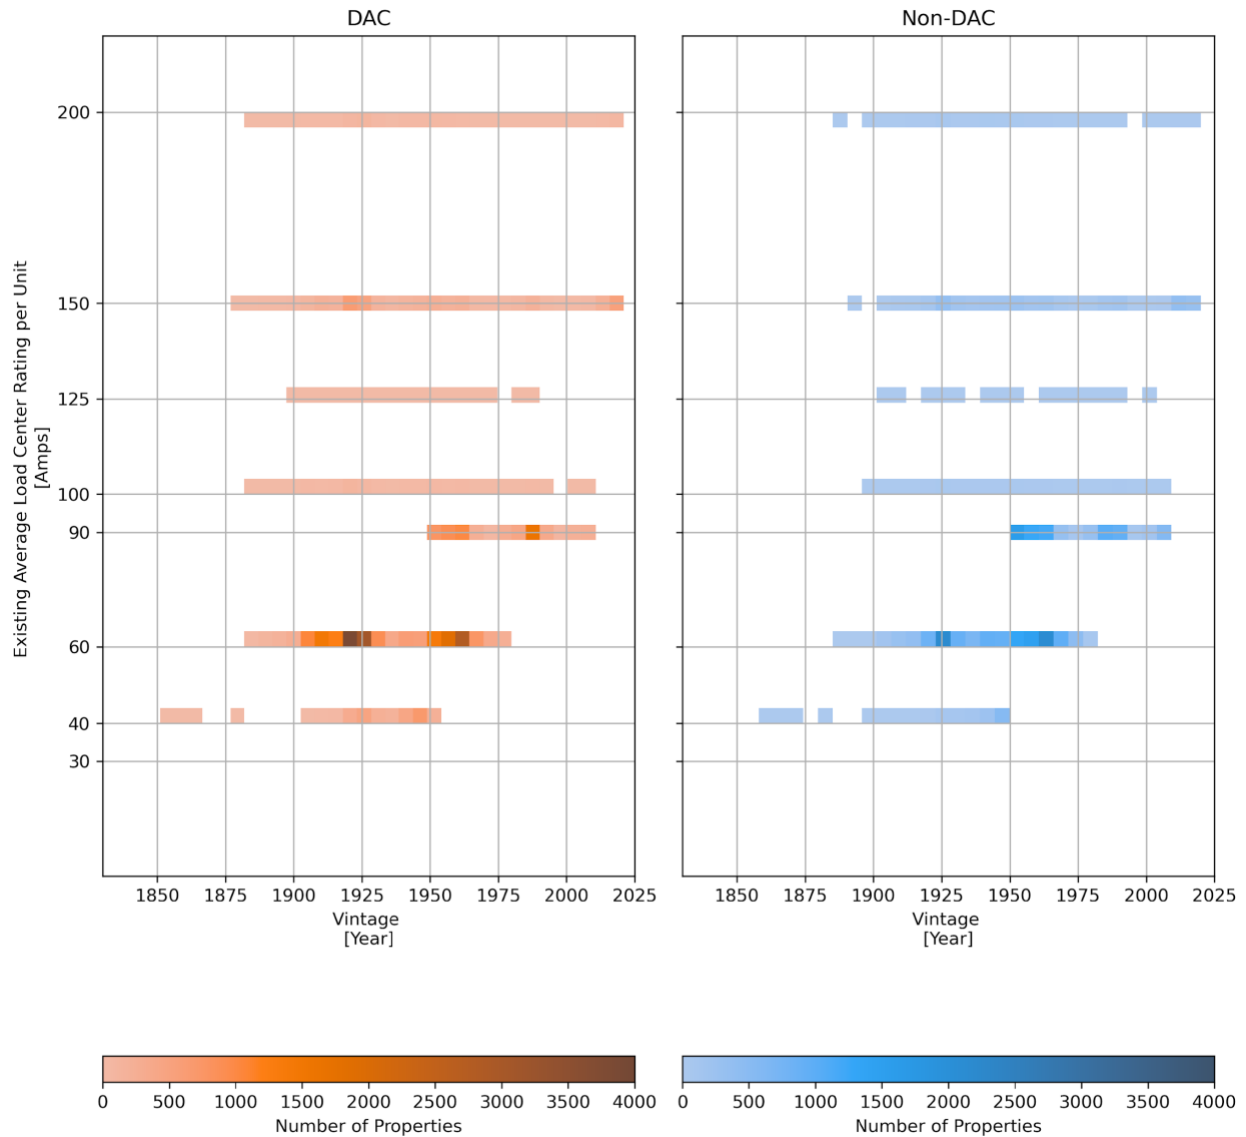 DAC
Non-DAC
Existing Average Load Center Rating per Unit
[Amps]
200
150
125
100
90
60
40
30
1850 1875 1900 1925 1950 1975 2000 2025
1850 1875 1900 1925 1950 1975 2000 2025
Vintage
[Year]
Vintage
[Year]
0 500 1000 1500 2000 2500 3000 3500 4000
Number of Properties
0 500 1000 1500 2000 2500 3000 3500 4000
Number of Properties